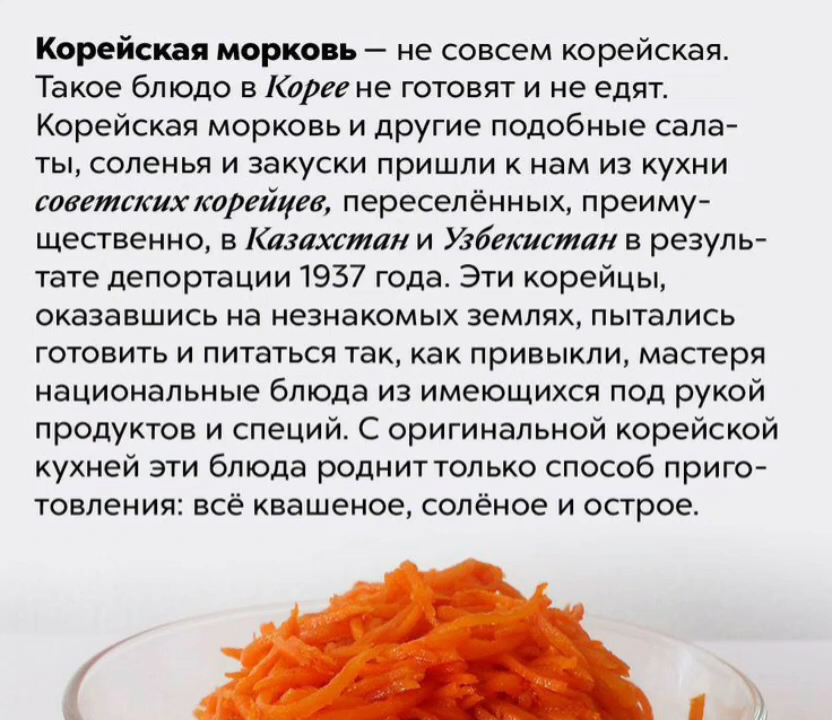 Корейская морковь — не совсем корейская.
Такое блюдо в Корее не готовят и не едят.
Корейская морковь и другие подобные сала-
ты, соленья и закуски пришли к нам из кухни
советских корейцев, переселённых, преиму-
щественно, в Казахстан и Узбекистан в резуль-
тате депортации 1937 года. Эти корейцы,
оказавшись на незнакомых землях, пытались
готовить и питаться так, как привыкли, мастеря
национальные блюда из имеющихся под рукой
продуктов и специй. С оригинальной корейской
кухней эти блюда роднит только способ приго-
товления: всё квашеное, солёное и острое.